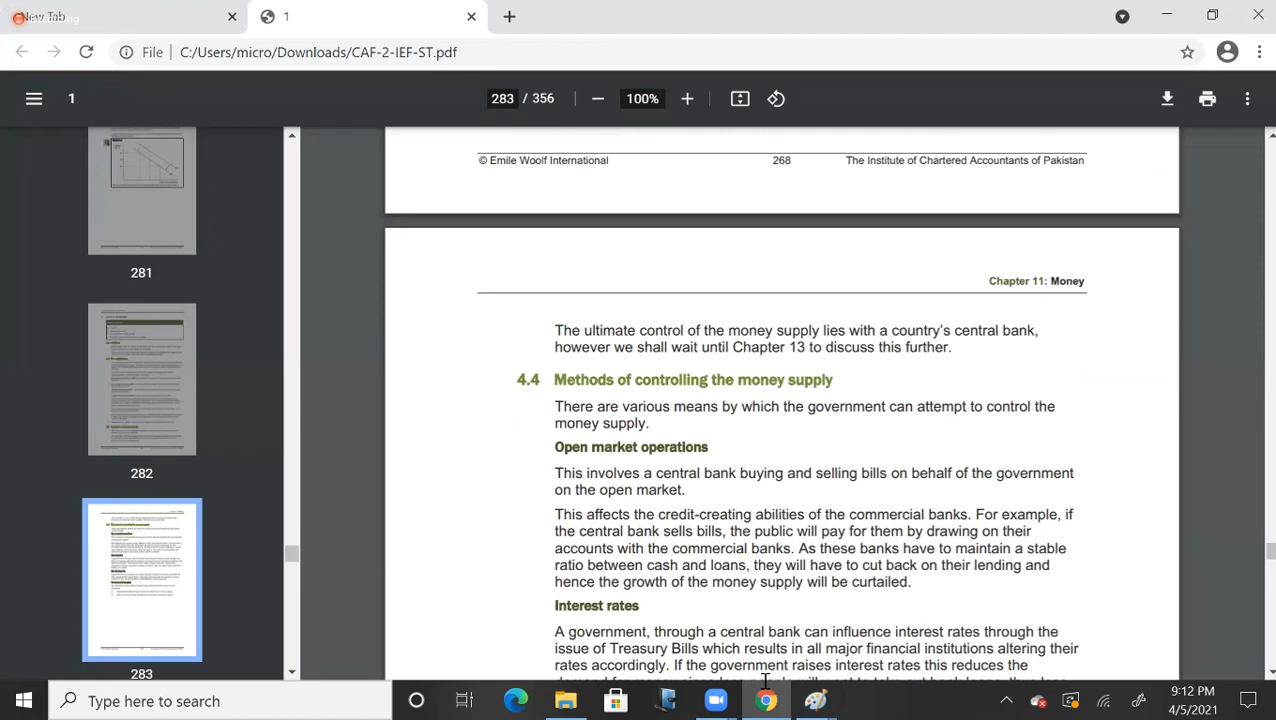 New Tab
1
File
C:/Users/micro/Downloads/CAF-2-IEF-ST.pdf
1
283 / 356
100%
© Emile Woolf International
268
The Institute of Chartered Accountants of Pakistan
Chapter 11: Money
The ultimate control of the money supply lies with a country's central bank,
however we shall wait until Chapter 13 to discuss this further.
4.4 Methods of controlling the money supply
There are various means by which the government can attempt to control the
money supply.
Open market operations
This involves a central bank buying and selling bills on behalf of the government
on the open market.
This affects the credit-creating abilities of the commercial banks. For example, if
the central bank sells bills, the public will pay for them by drawing on their
accounts with the commercial banks. As these banks have to maintain a stable
ratio between cash and loans, they will have to cut back on their lending and
hence the growth of the money supply will be curtailed.
Interest rates
A government, through a central bank can influence interest rates through the
issue of Treasury Bills which results in all major financial institutions altering their
rates accordingly. If the government raises interest rates this reduces the
281
282
283
Type here to search
9:12 PM
4/5/2021